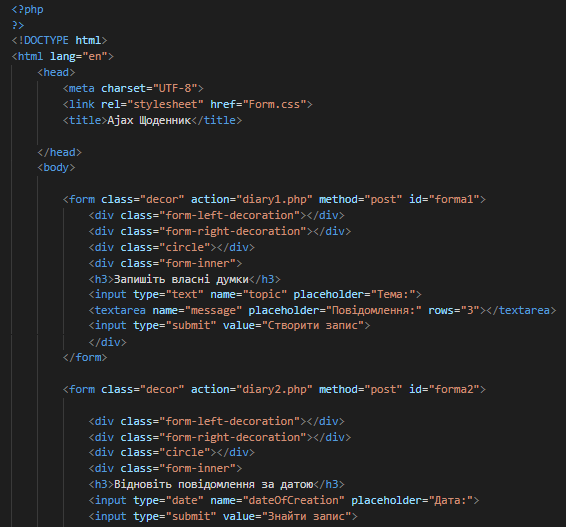 <?php
?>
<!DOCTYPE html>
<html lang="en">
<head>
<meta charset="UTF-8">
<link rel="stylesheet" href="Form.css">
<title>Ajax Щоденник</title>
</head>
<body>
<form class="decor" action="diary1.php" method="post" id="forma1">
<div class="form-left-decoration"></div>
<div class="form-right-decoration"></div>
<div class="circle"></div>
<div class="form-inner">
<h3>Запишіть власні думки</h3>
<input type="text" name="topic" placeholder="Тема:">
<textarea name="message" placeholder="Повідомлення:" rows="3"></textarea>
<input type="submit" value="Створити запис">
</div>
</form>
<form class="decor" action="diary2.php" method="post" id="forma2">
<div class="form-left-decoration"></div>
<div class="form-right-decoration"></div>
<div class="circle"></div>
<div class="form-inner">
<h3>Відновіть повідомлення за датою</h3>
<input type="date" name="dateOfCreation" placeholder="Дата:">
<input type="submit" value="Знайти запис">